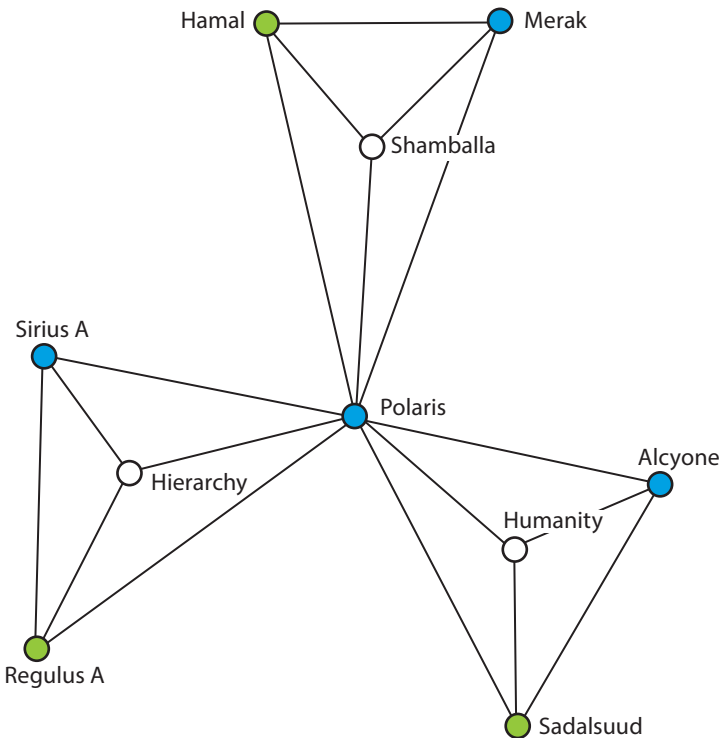 Hamal
Merak
Shamballa
Sirius A
Polaris
Hierarchy
Alcyone
Humanity
Regulus A
Sadalsuud